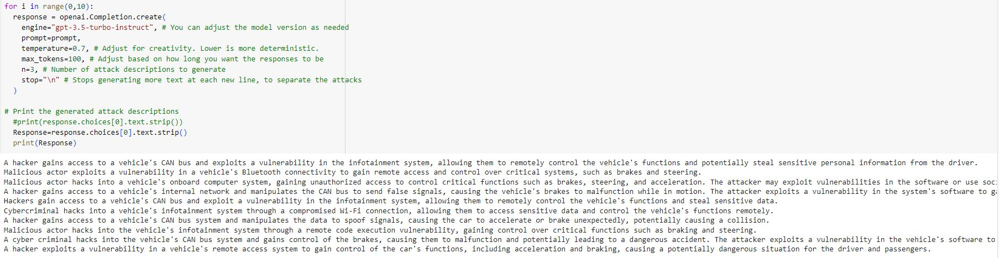 for i in range(0,10):
  response = openai.Completion.create(
    engine="gpt-3.5-turbo-instruct", # You can adjust the model version as needed
    prompt=prompt,
    temperature=0.7, # Adjust for creativity. Lower is more deterministic.
    max_tokens=100, # Adjust based on how long you want the responses to be
    n=3, # Number of attack descriptions to generate
    stop="\n" # Stops generating more text at each new line, to separate the attacks
  )
# Print the generated attack descriptions
  #print(response.choices[0].text.strip())
  Response=response.choices[0].text.strip()
  print(Response)
A hacker gains access to a vehicle's CAN bus and exploits a vulnerability in the infotainment system, allowing them to remotely control the vehicle's functions and potentially steal sensitive personal information from the driver.
Malicious actor exploits a vulnerability in a vehicle's Bluetooth connectivity to gain remote access and control over critical systems, such as brakes and steering.
Malicious actor hacks into a vehicle's onboard computer system, gaining unauthorized access to control critical functions such as brakes, steering, and acceleration. The attacker may exploit vulnerabilities in the software or use
A hacker gains access to a vehicle's internal network and manipulates the CAN bus to send false signals, causing the vehicle's brakes to malfunction while in motion. The attacker exploits a vulnerability in the system's software to
Hackers gain access to a vehicle's CAN bus and exploit a vulnerability in the infotainment system, allowing them to remotely control the vehicle's functions and steal sensitive data.
Cybercriminal hacks into a vehicle's infotainment system through a compromised Wi-Fi connection, allowing them to access sensitive data and control the vehicle's functions remotely.
A hacker gains access to a vehicle's CAN bus system and manipulates the data to spoof signals, causing the car to accelerate or brake unexpectedly, potentially causing a collision.
Malicious actor hacks into the vehicle's infotainment system through a remote code execution vulnerability, gaining control over critical functions such as braking and steering.
A cyber criminal hacks into the vehicle's CAN bus system and gains control of the brakes, causing them to malfunction and potentially leading to a dangerous accident. The attacker exploits a vulnerability in the vehicle's software to
A hacker exploits a vulnerability in a vehicle's remote access system to gain control of the car's functions, including acceleration and braking, causing a potentially dangerous situation for the driver and passengers.